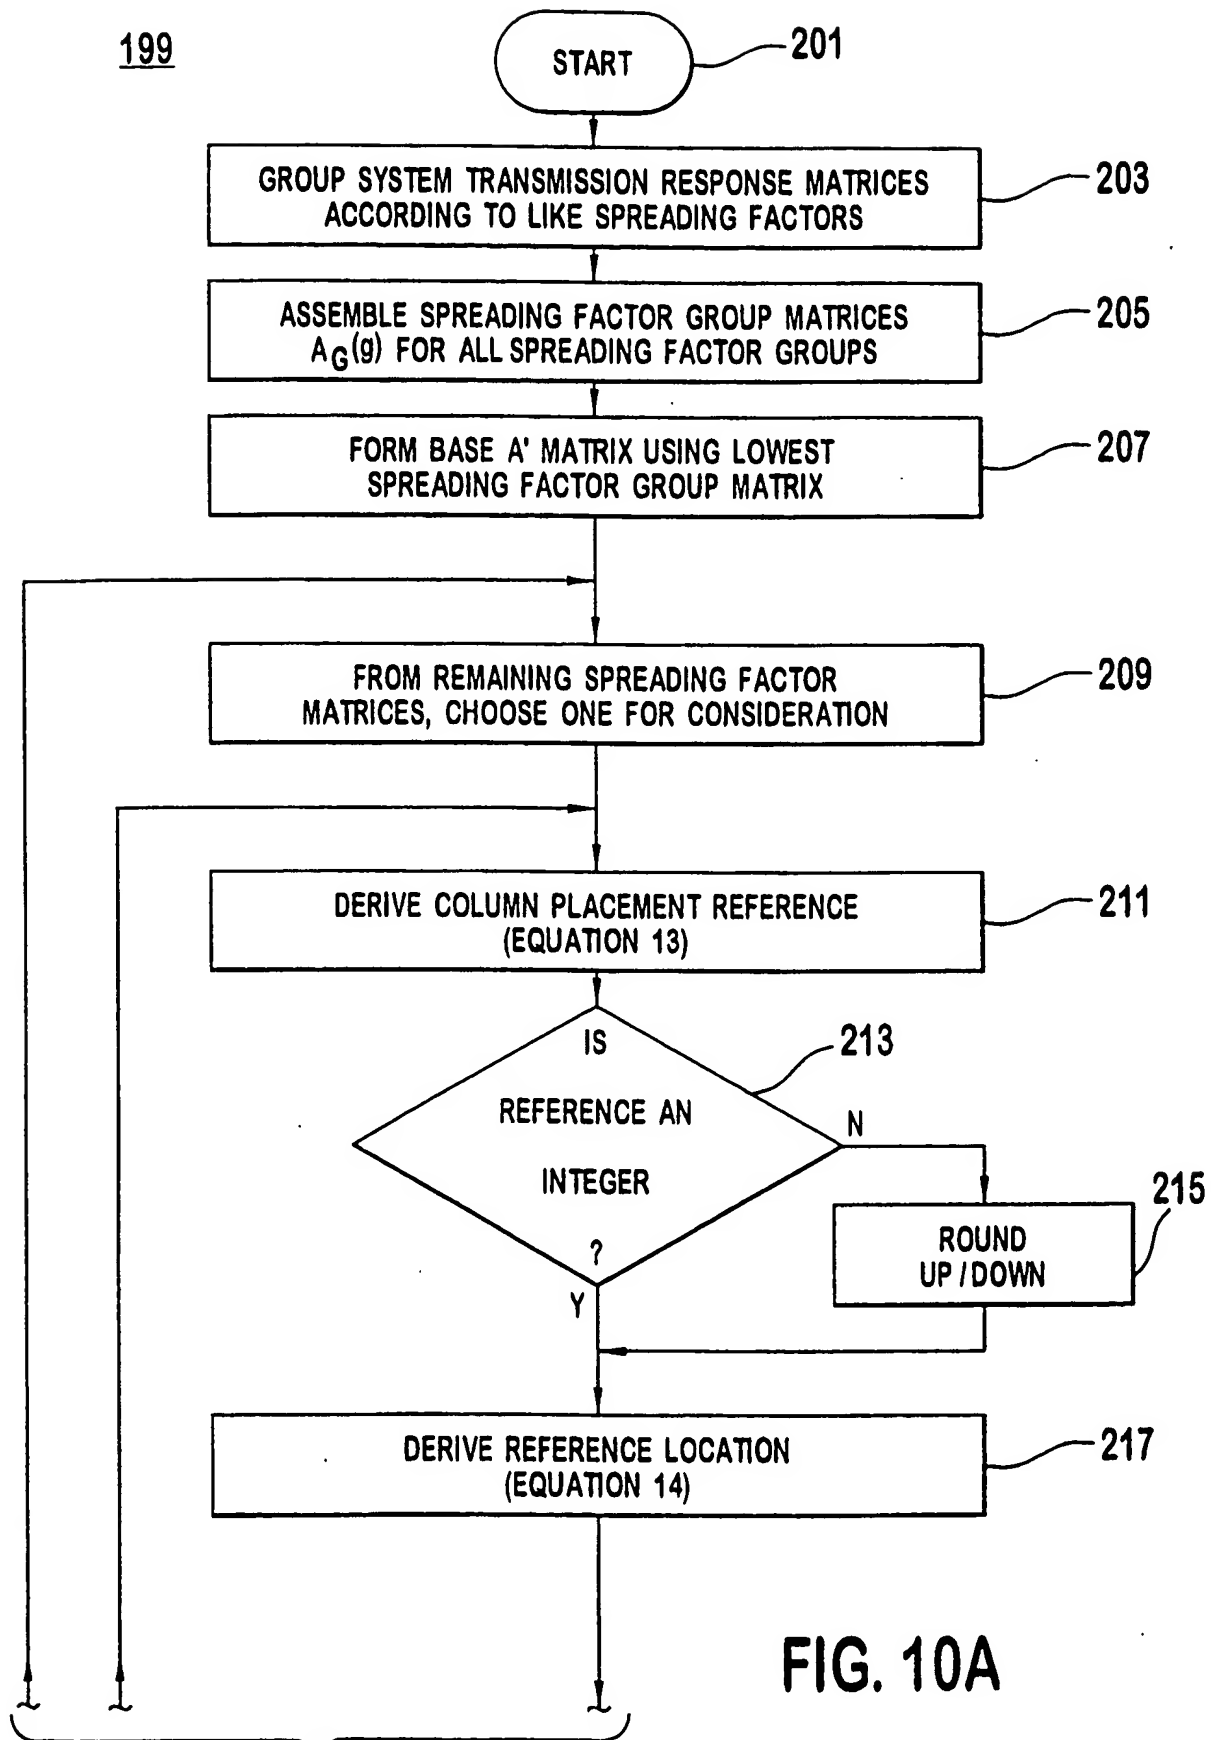 199
START
201
GROUP SYSTEM TRANSMISSION RESPONSE MATRICES
ACCORDING TO LIKE SPREADING FACTORS
203
ASSEMBLE SPREADING FACTOR GROUP MATRICES
AG(g) FOR ALL SPREADING FACTOR GROUPS
205
FORM BASE A' MATRIX USING LOWEST
SPREADING FACTOR GROUP MATRIX
207
FROM REMAINING SPREADING FACTOR
MATRICES, CHOOSE ONE FOR CONSIDERATION
209
DERIVE COLUMN PLACEMENT REFERENCE
(EQUATION 13)
211
IS
REFERENCE AN
INTEGER
?
213
N
Y
ROUND
UP/DOWN
215
DERIVE REFERENCE LOCATION
(EQUATION 14)
217
FIG. 10A